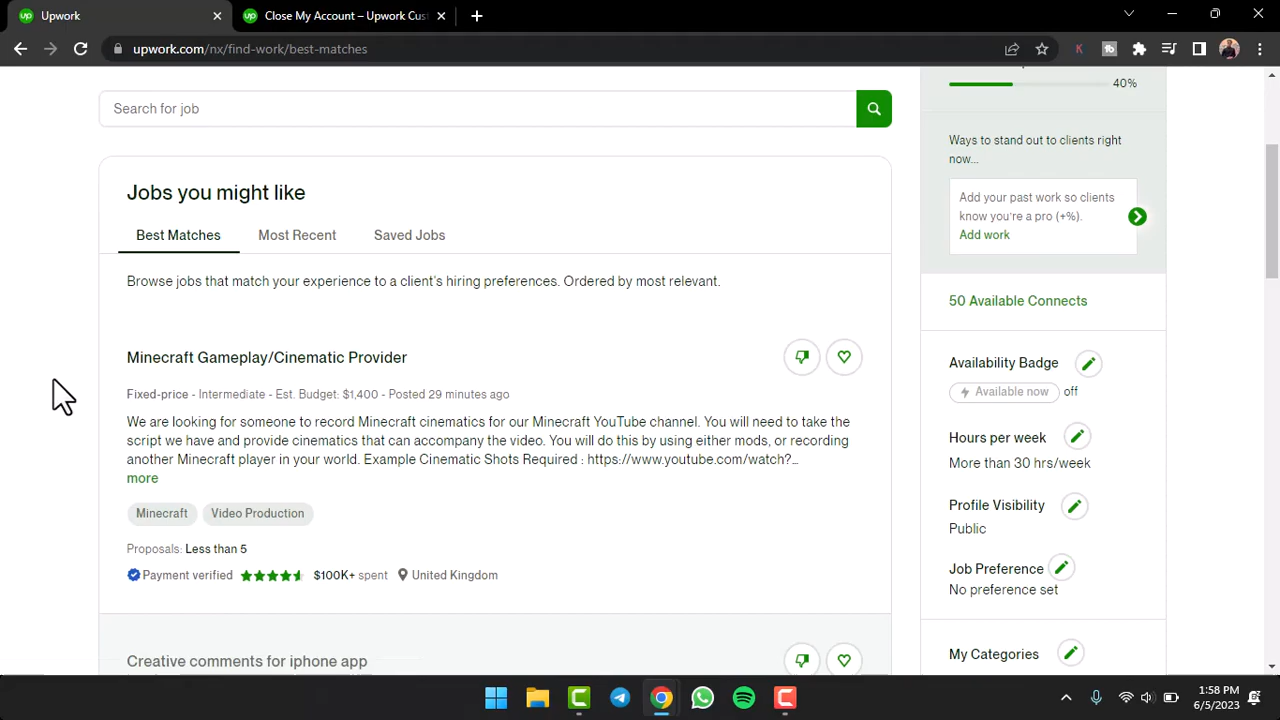 Upwork
Close My Account – Upwork Cus
upwork.com/nx/find-work/best-matches
40%
Search for job
Ways to stand out to clients right
now...
Jobs you might like
Add your past work so clients
know you're a pro (+%).
Add work
Best Matches
Most Recent
Saved Jobs
Browse jobs that match your experience to a client's hiring preferences. Ordered by most relevant.
50 Available Connects
Minecraft Gameplay/Cinematic Provider
Availability Badge
Available now off
Fixed-price - Intermediate - Est. Budget: $1,400 - Posted 29 minutes ago
We are looking for someone to record Minecraft cinematics for our Minecraft YouTube channel. You will need to take the
script we have and provide cinematics that can accompany the video. You will do this by using either mods, or recording
another Minecraft player in your world. Example Cinematic Shots Required : https://www.youtube.com/watch?...
more
Hours per week
More than 30 hrs/week
Minecraft
Video Production
Profile Visibility
Public
Proposals: Less than 5
Payment verified
$100K+ spent
United Kingdom
Job Preference
No preference set
Creative comments for iphone app
My Categories
1:58 PM
6/5/2023